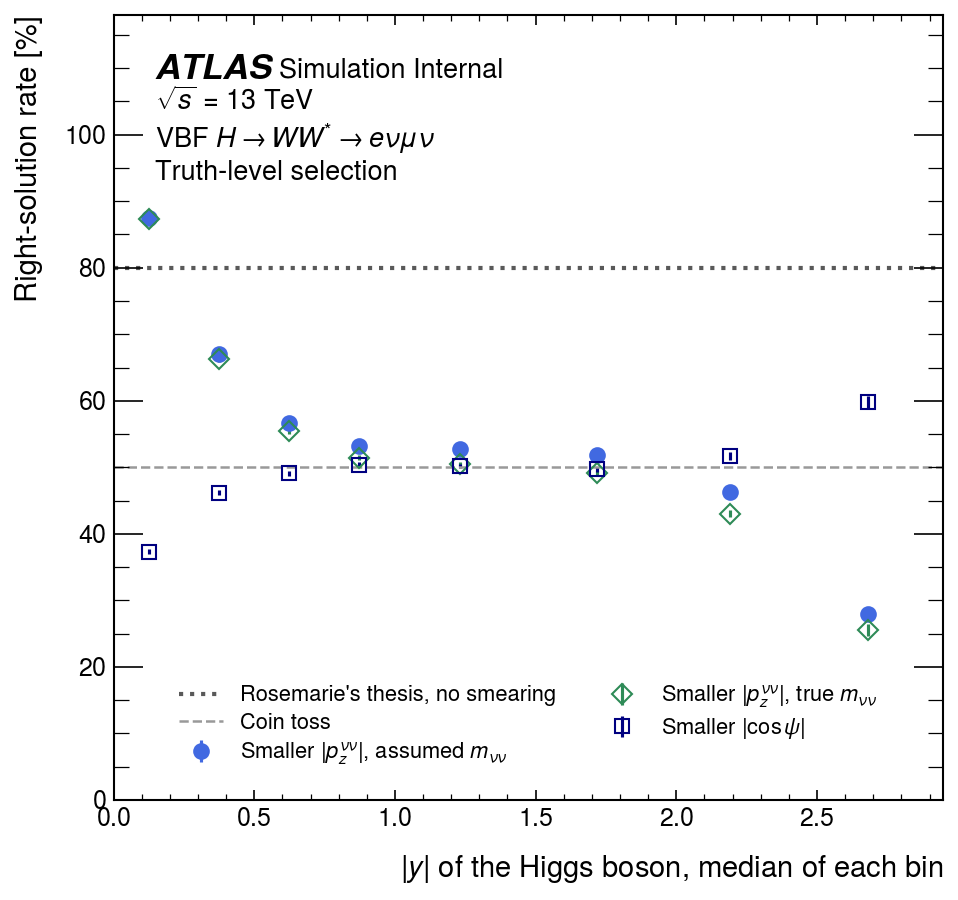 Right-solution rate [%]
ATLAS Simulation Internal
√s = 13 TeV
VBF H → WW* → eνμν
Truth-level selection
100
80
60
40
20
0
Rosemarie's thesis, no smearing
Coin toss
Smaller |p_z^νν|, assumed m_νν
Smaller |p_z^νν|, true m_νν
Smaller |cos ψ|
0.0 0.5 1.0 1.5 2.0 2.5
|y| of the Higgs boson, median of each bin